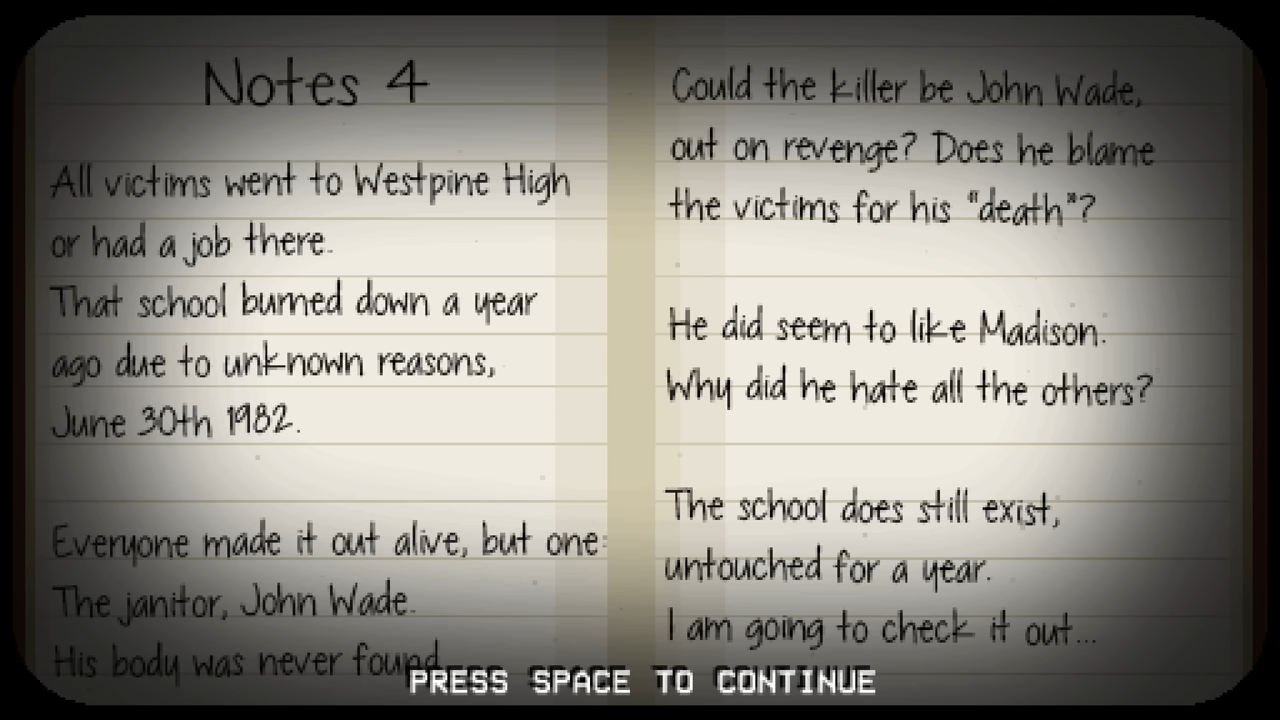 Notes 4
All victims went to Westpine High
or had a job there.
That school burned down a year
ago due to unknown reasons,
June 30th 1982.
Everyone made it out alive, but one:
The janitor, John Wade.
His body was never found
Could the killer be John Wade,
out on revenge? Does he blame
the victims for his "death"?
He did seem to like Madison.
Why did he hate all the others?
The school does still exist,
untouched for a year.
I am going to check it out...
PRESS SPACE TO CONTINUE